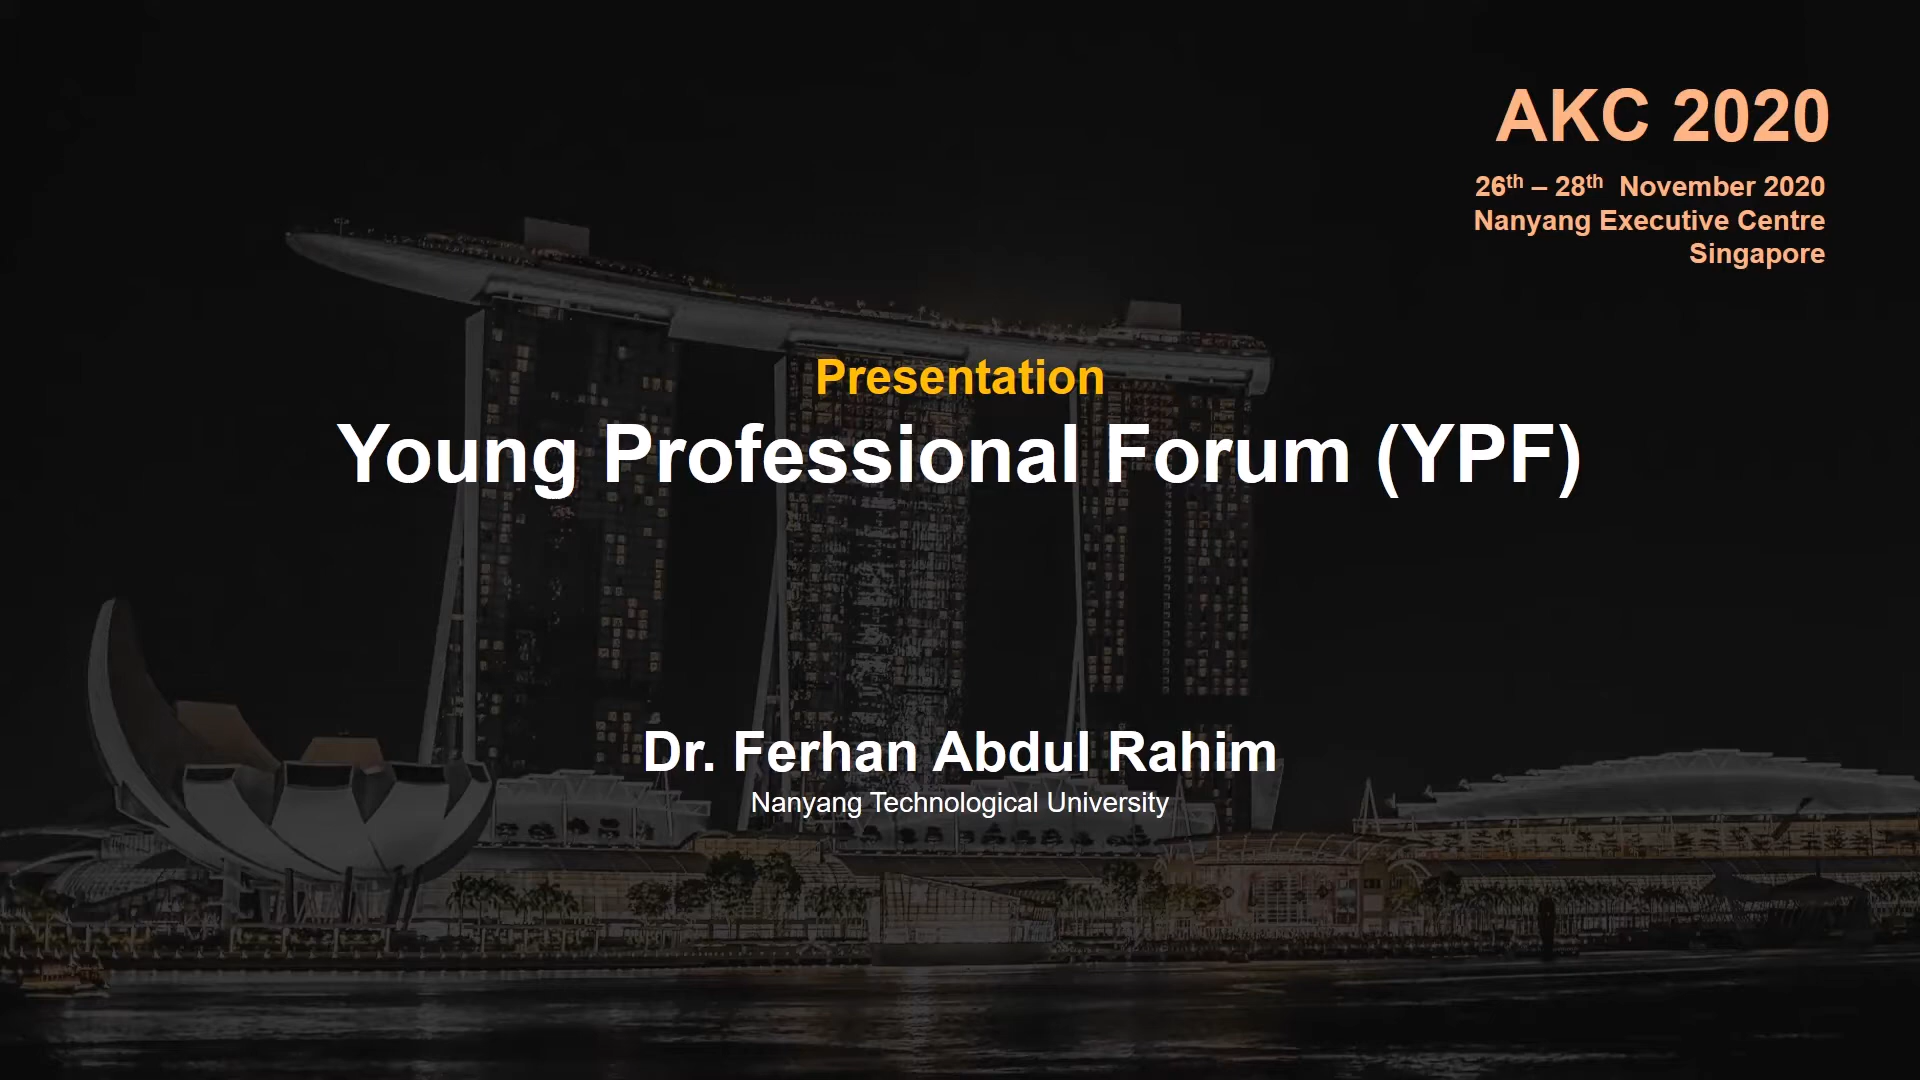 AKC 2020
26th – 28th November 2020
Nanyang Executive Centre
Singapore
Presentation
Young Professional Forum (YPF)
Dr. Ferhan Abdul Rahim
Nanyang Technological University